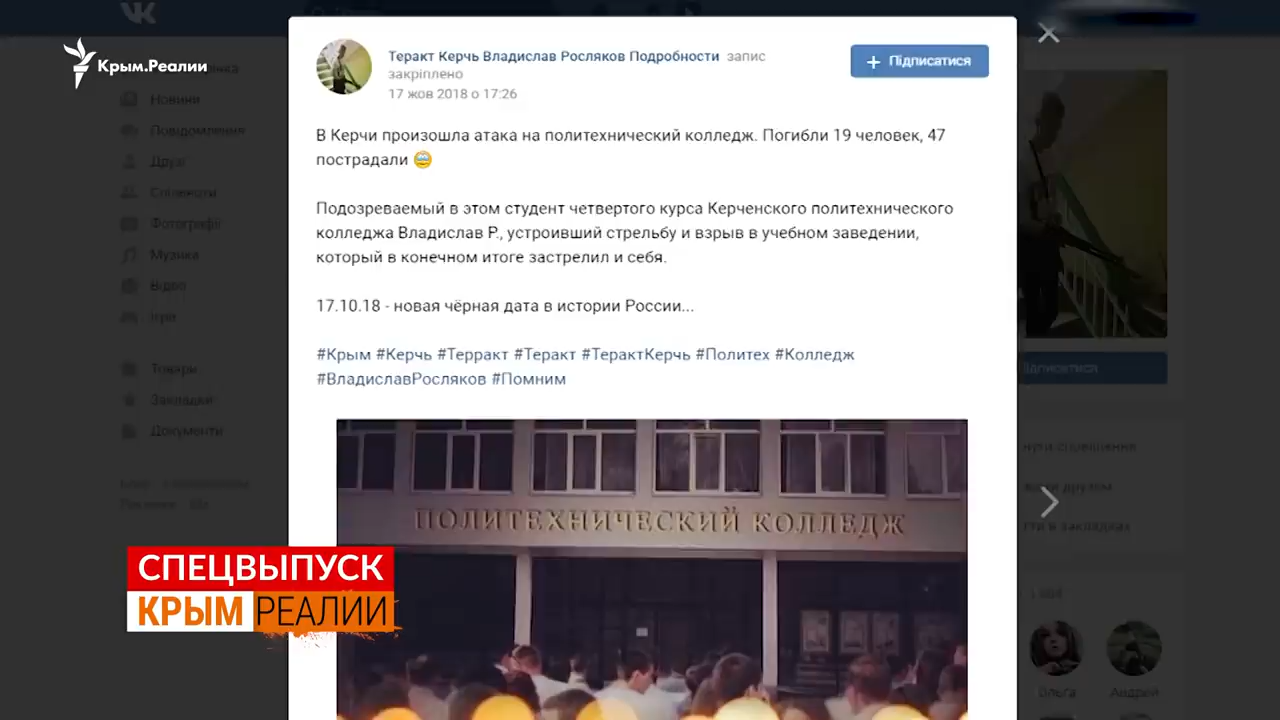 Крым.Реалии
Теракт Керчь Владислав Росляков Подробности запис
закріплено
17 жов 2018 о 17:26
Підписатися
В Керчи произошла атака на политехнический колледж. Погибли 19 человек, 47
пострадали
Подозреваемый в этом студент четвертого курса Керченского политехнического
колледжа Владислав Р., устроивший стрельбу и взрыв в учебном заведении,
который в конечном итоге застрелил и себя.
17.10.18 - новая чёрная дата в истории России...
#Крым #Керчь #Терракт #Теракт #ТерактКерчь #Политех #Колледж
#ВладиславРосляков #Помним
ПОЛИТЕХНИЧЕСКИЙ КОЛЛЕДЖ
Новини
Повідомлення
Друзі
Спільноти
Фотографії
Музика
Відео
Ігри
Товари
Закладки
Документи
СПЕЦВЫПУСК
КРЫМ РЕАЛИИ
Ольга
Андрей